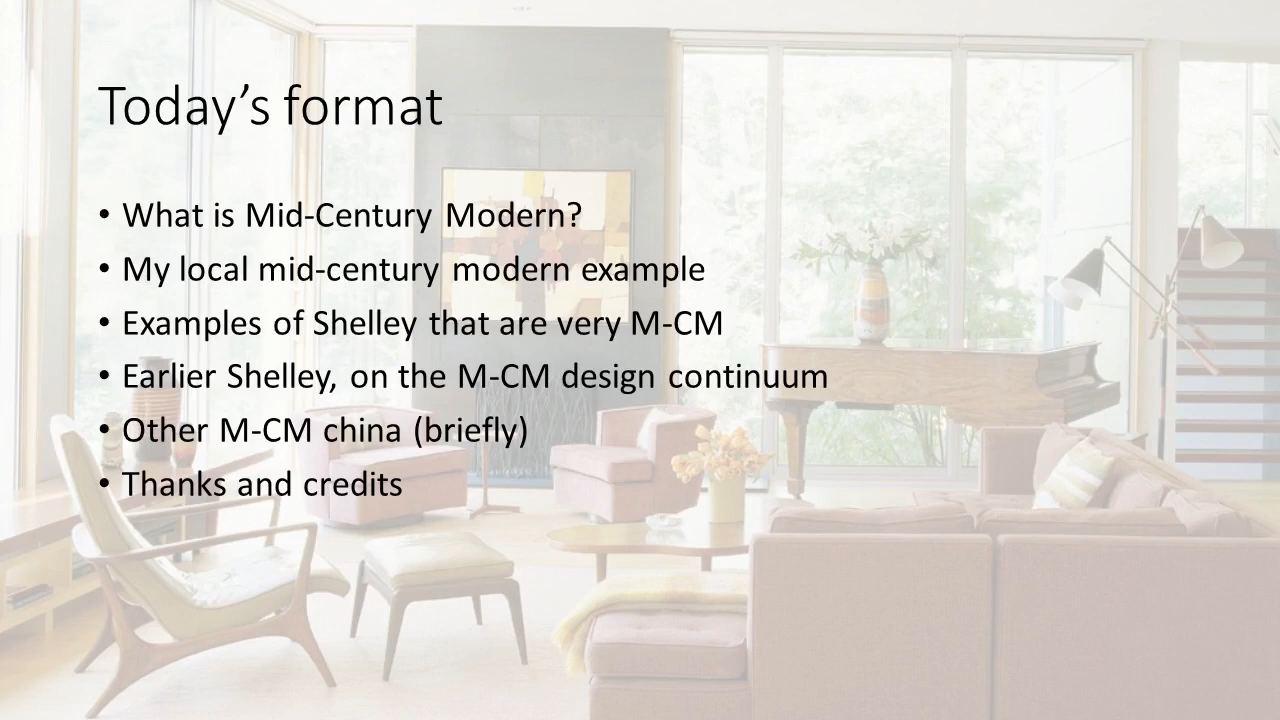 Today’s format
• What is Mid-Century Modern?
• My local mid-century modern example
• Examples of Shelley that are very M-CM
• Earlier Shelley, on the M-CM design continuum
• Other M-CM china (briefly)
• Thanks and credits